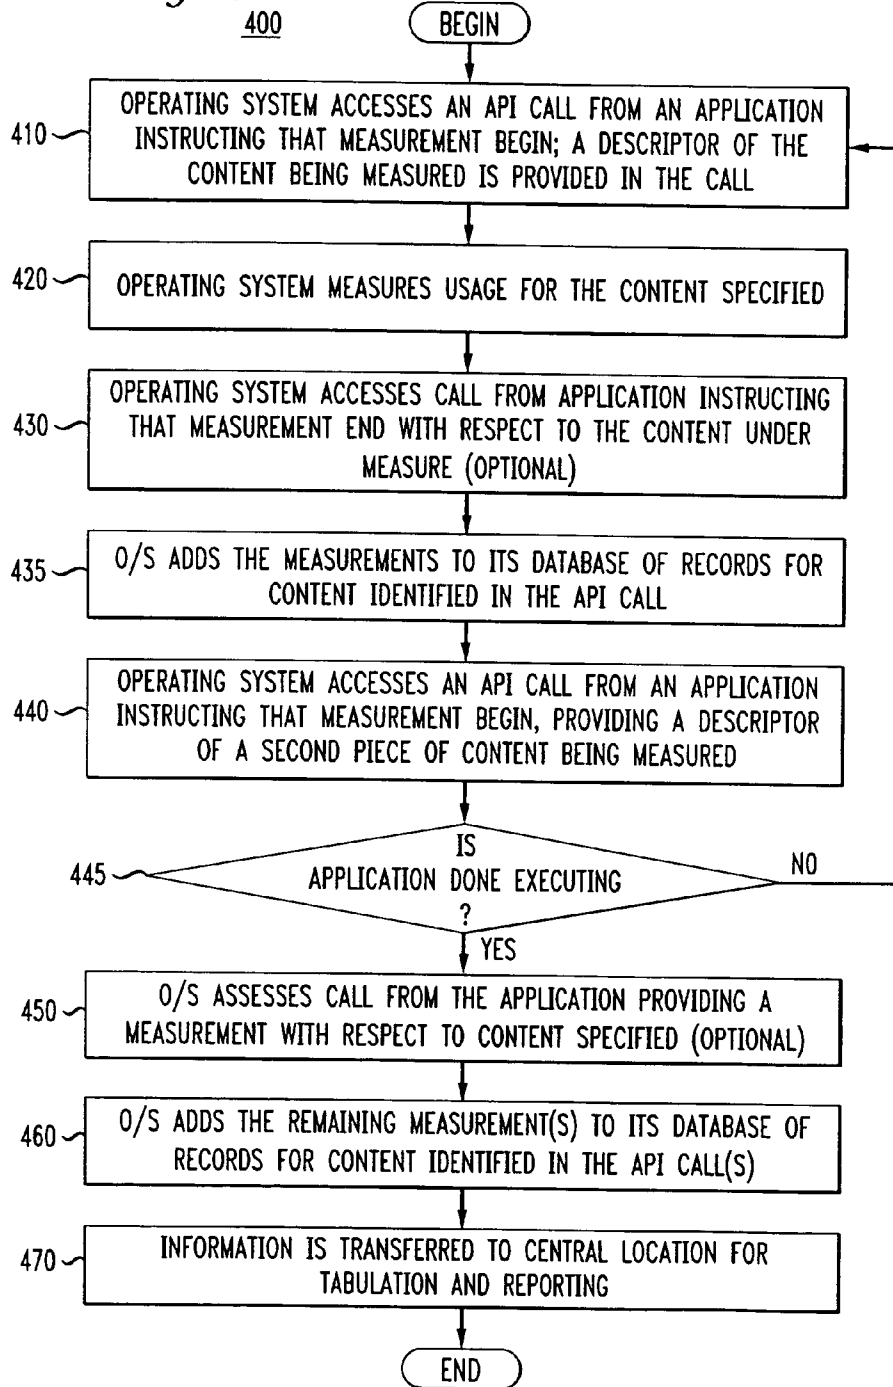 400
BEGIN
410
OPERATING SYSTEM ACCESSES AN API CALL FROM AN APPLICATION
INSTRUCTING THAT MEASUREMENT BEGIN; A DESCRIPTOR OF THE
CONTENT BEING MEASURED IS PROVIDED IN THE CALL
420
OPERATING SYSTEM MEASURES USAGE FOR THE CONTENT SPECIFIED
430
OPERATING SYSTEM ACCESSES CALL FROM APPLICATION INSTRUCTING
THAT MEASUREMENT END WITH RESPECT TO THE CONTENT UNDER
MEASURE (OPTIONAL)
435
O/S ADDS THE MEASUREMENTS TO ITS DATABASE OF RECORDS FOR
CONTENT IDENTIFIED IN THE API CALL
440
OPERATING SYSTEM ACCESSES AN API CALL FROM AN APPLICATION
INSTRUCTING THAT MEASUREMENT BEGIN, PROVIDING A DESCRIPTOR
OF A SECOND PIECE OF CONTENT BEING MEASURED
445
IS
APPLICATION DONE EXECUTING
?
NO
YES
450
O/S ASSESSES CALL FROM THE APPLICATION PROVIDING A
MEASUREMENT WITH RESPECT TO CONTENT SPECIFIED (OPTIONAL)
460
O/S ADDS THE REMAINING MEASUREMENT(S) TO ITS DATABASE OF
RECORDS FOR CONTENT IDENTIFIED IN THE API CALL(S)
470
INFORMATION IS TRANSFERRED TO CENTRAL LOCATION FOR
TABULATION AND REPORTING
END